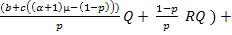 (b+c((α+1)μ−(1−p)))/p Q + (1−p)/p RQ ) +